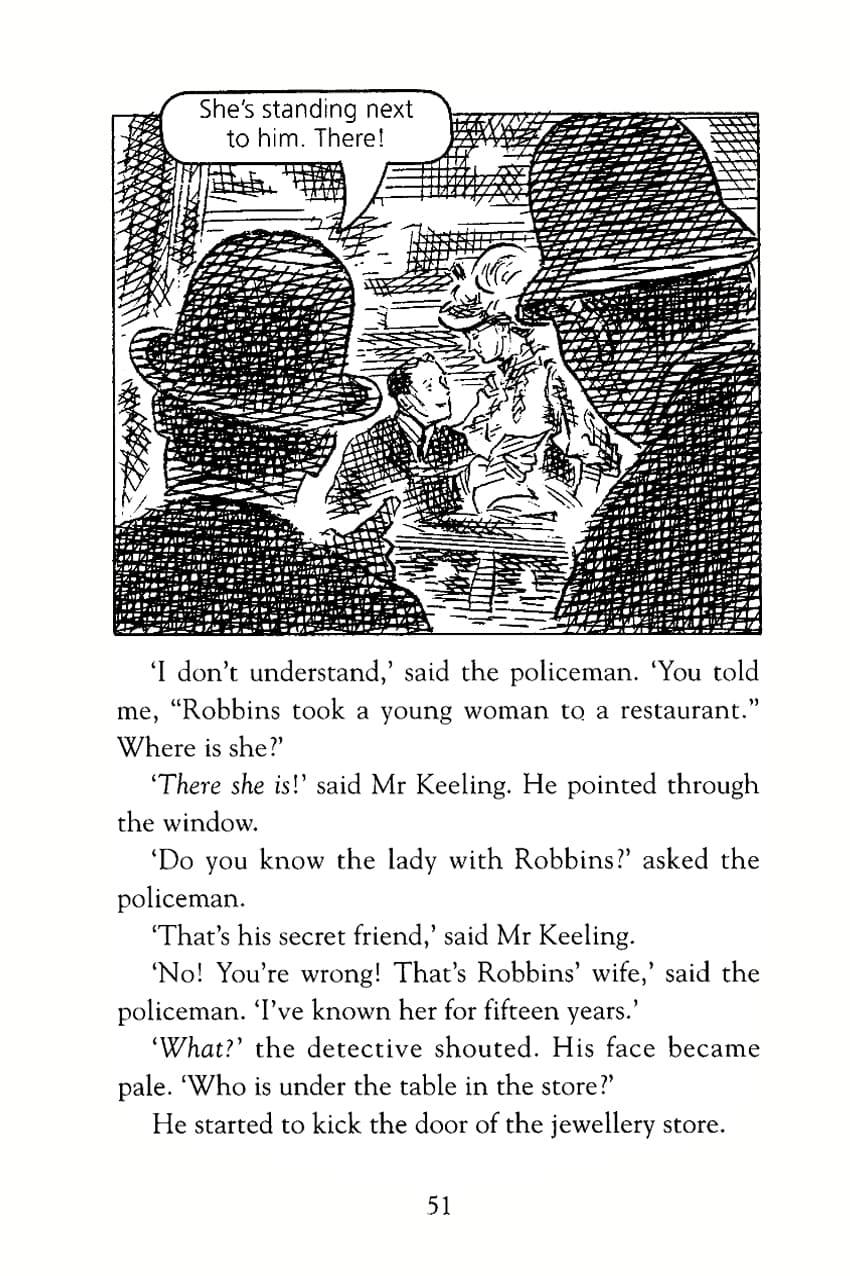 She's standing next
to him. There!
‘I don't understand,’ said the policeman. ‘You told
me, “Robbins took a young woman to a restaurant.”
Where is she?’
‘There she is!’ said Mr Keeling. He pointed through
the window.
‘Do you know the lady with Robbins?’ asked the
policeman.
‘That's his secret friend,’ said Mr Keeling.
‘No! You're wrong! That's Robbins’ wife,’ said the
policeman. ‘I've known her for fifteen years.’
‘What?’ the detective shouted. His face became
pale. ‘Who is under the table in the store?’
He started to kick the door of the jewellery store.
51